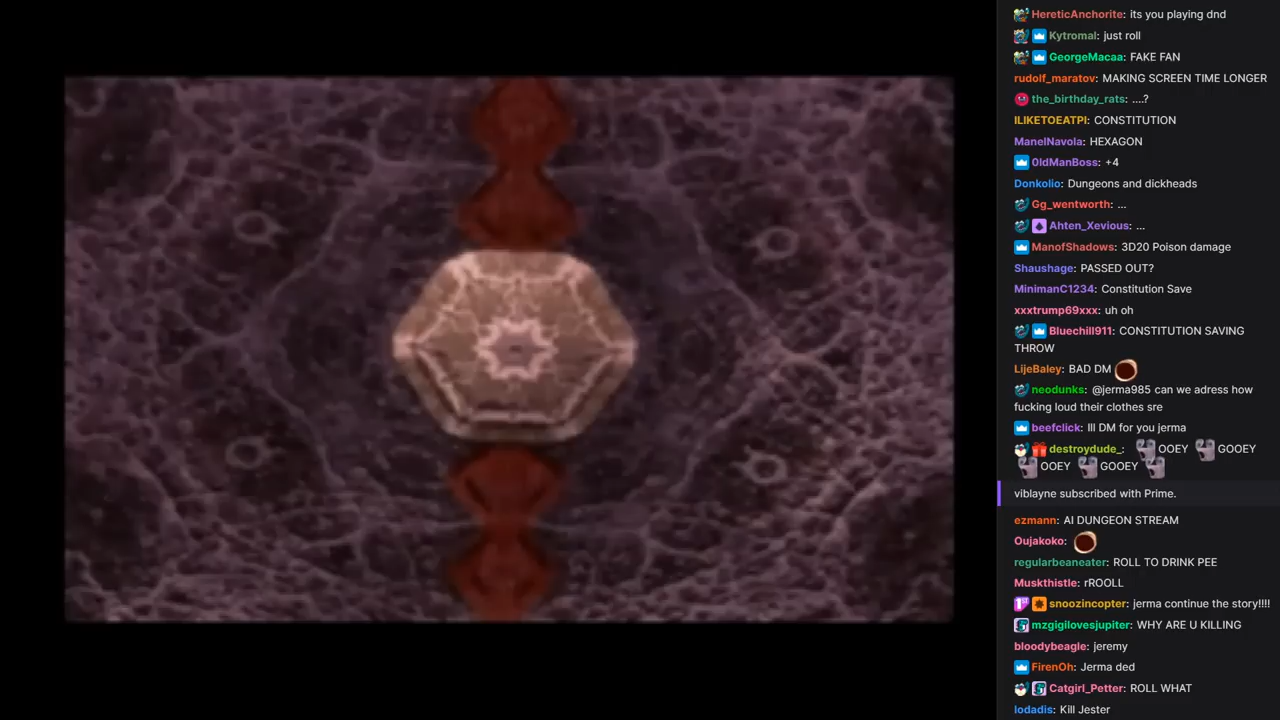 HereticAnchorite: its you playing dnd
Kytromal: just roll
GeorgeMacaa: FAKE FAN
rudolf_maratov: MAKING SCREEN TIME LONGER
the_birthday_rats: ....?
ILIKETOEATPI: CONSTITUTION
ManelNavola: HEXAGON
0ldManBoss: +4
Donkolio: Dungeons and dickheads
Gg_wentworth: ...
Ahten_Xevious: ...
ManofShadows: 3D20 Poison damage
Shaushage: PASSED OUT?
MinimanC1234: Constitution Save
xxxtrump69xxx: uh oh
Bluechill911: CONSTITUTION SAVING
THROW
LijeBaley: BAD DM
neodunks: @jerma985 can we adress how
fucking loud their clothes sre
beefclick: Ill DM for you jerma
destroydude_: OOEY GOOEY
OOEY GOOEY
viblayne subscribed with Prime.
ezmann: AI DUNGEON STREAM
Oujakoko:
regularbeaneater: ROLL TO DRINK PEE
Muskthistle: rROOLL
snoozincopter: jerma continue the story!!!!
mzgigilovesjupiter: WHY ARE U KILLING
bloodybeagle: jeremy
FirenOh: Jerma ded
Catgirl_Petter: ROLL WHAT
lodadis: Kill Jester